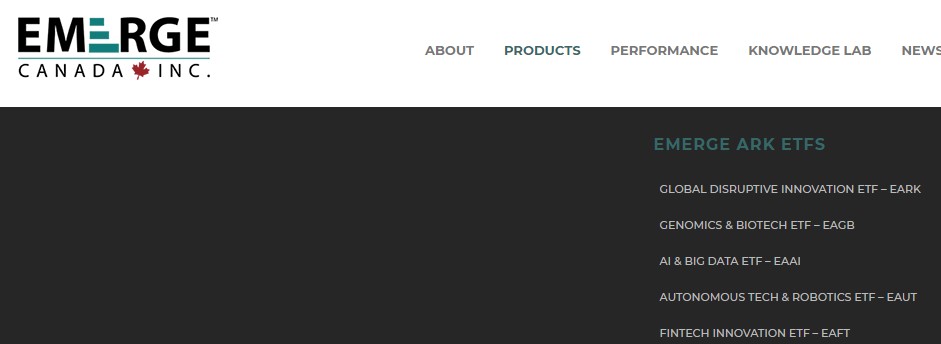 EMERGE™
CANADA INC.
ABOUT PRODUCTS PERFORMANCE KNOWLEDGE LAB NEWS
EMERGE ARK ETFS
GLOBAL DISRUPTIVE INNOVATION ETF – EARK
GENOMICS & BIOTECH ETF – EAGB
AI & BIG DATA ETF – EAAI
AUTONOMOUS TECH & ROBOTICS ETF – EAUT
FINTECH INNOVATION ETF – EAFT